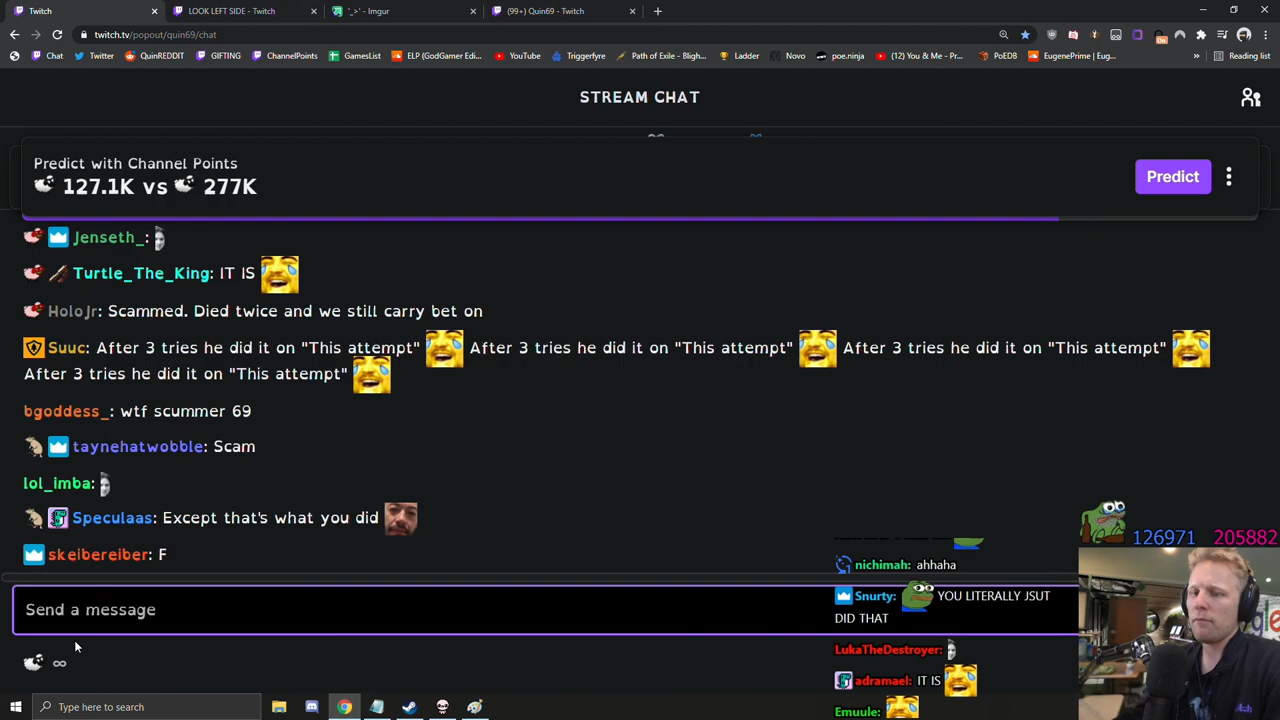 Twitch
LOOK LEFT SIDE - Twitch
'_>' - Imgur
(99+) Quin69 - Twitch
twitch.tv/popout/quin69/chat
Chat
Twitter
QuinREDDIT
GIFTING
ChannelPoints
GamesList
ELP (GodGamer Edi...
YouTube
Triggerfyre
Path of Exile - Bligh...
Ladder
Novo
poe.ninja
(12) You & Me - Pr...
PoEDB
EugenePrime | Eug...
»
Reading list
STREAM CHAT
Predict with Channel Points
127.1K vs 277K
Predict
Jenseth_:
Turtle_The_King: IT IS
HoloJr: Scammed. Died twice and we still carry bet on
Suuc: After 3 tries he did it on "This attempt" After 3 tries he did it on "This attempt" After 3 tries he did it on "This attempt"
After 3 tries he did it on "This attempt"
bgoddess_: wtf scummer 69
taynehatwobble: Scam
lol_imba:
Speculaas: Except that's what you did
skeibereiber: F
126971 205882
nichimah: ahhaha
Send a message
Snurty: YOU LITERALLY JSUT
DID THAT
LukaTheDestroyer:
∞
adramael: IT IS
Emuule:
Type here to search